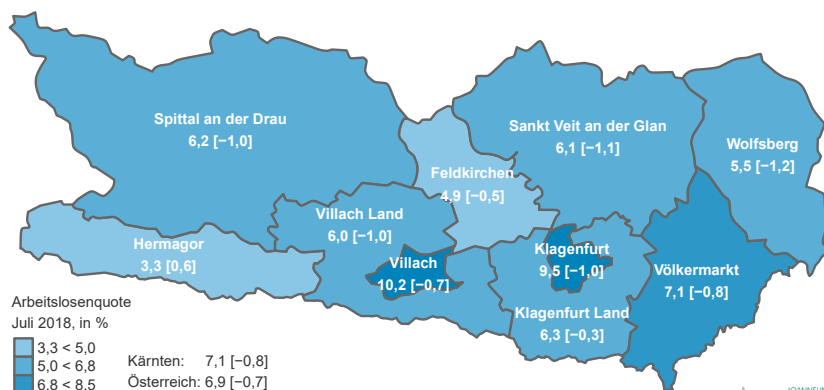 Spittal an der Drau
6,2 [−1,0]
Sankt Veit an der Glan
6,1 [−1,1]
Wolfsberg
5,5 [−1,2]
Feldkirchen
4,9 [−0,5]
Villach Land
6,0 [−1,0]
Hermagor
3,3 [0,6]
Villach
10,2 [−0,7]
Klagenfurt
9,5 [−1,0]
Völkermarkt
7,1 [−0,8]
Klagenfurt Land
6,3 [−0,3]
Arbeitslosenquote
Juli 2018, in %
3,3 < 5,0
5,0 < 6,8
6,8 < 8,5
Kärnten: 7,1 [−0,8]
Österreich: 6,9 [−0,7]